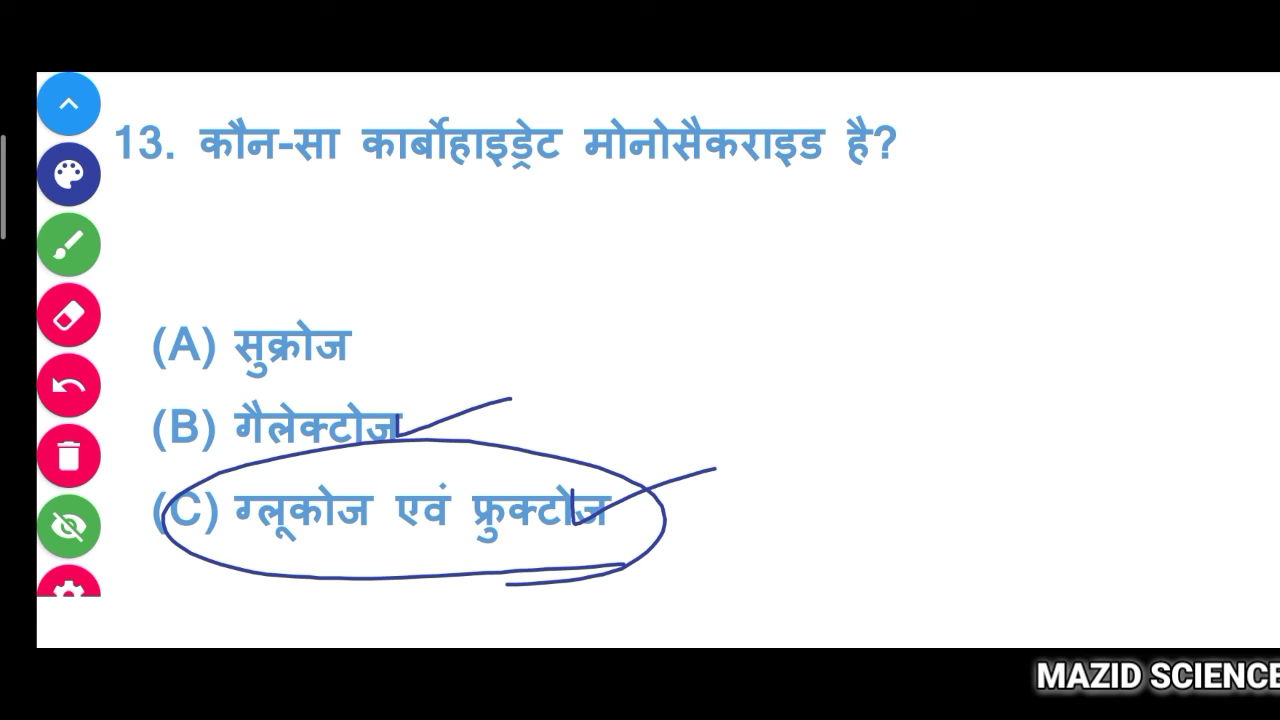 13. कौन-सा कार्बोहाइड्रेट मोनोसैकराइड है?
(A) सुक्रोज
(B) गैलेक्टोज
(C) ग्लूकोज एवं फ्रुक्टोज
MAZID SCIENCE